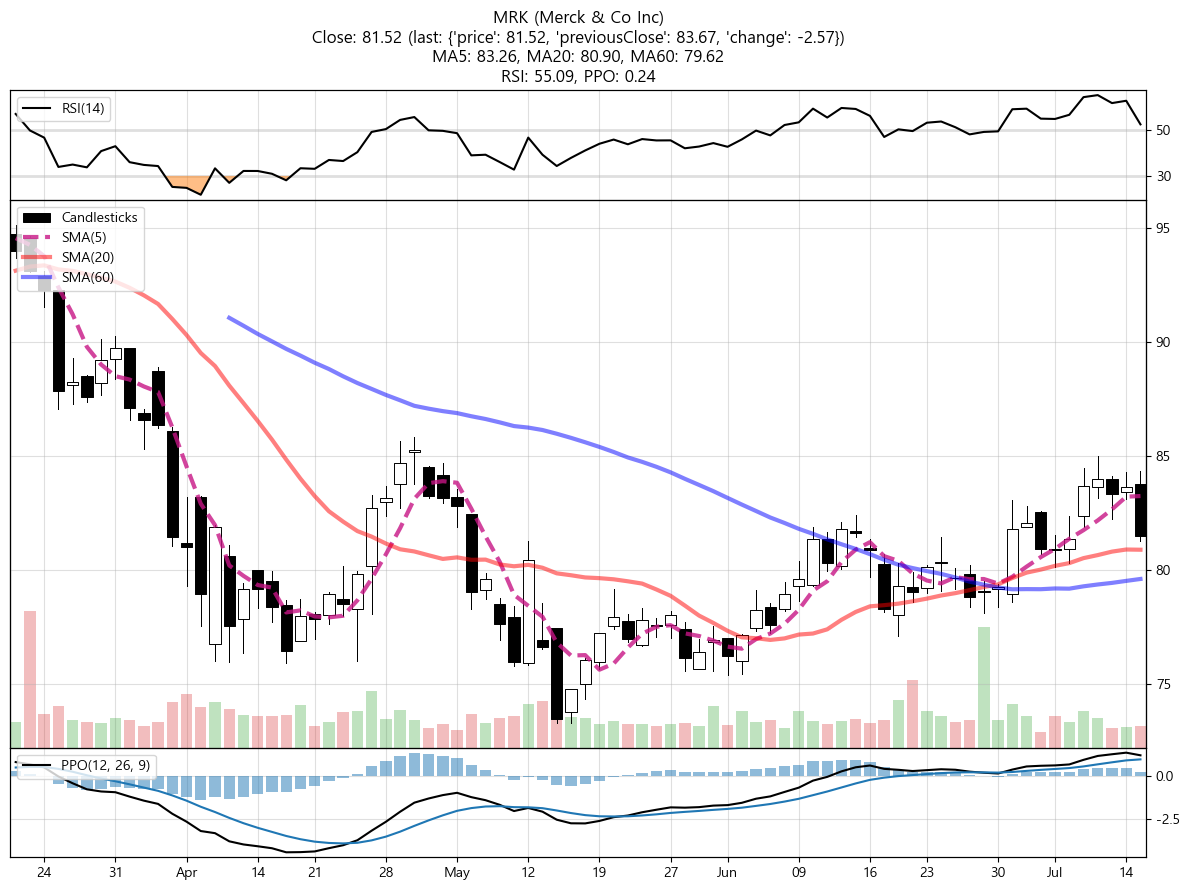 MRK (Merck & Co Inc)
Close: 81.52 (last: {'price': 81.52, 'previousClose': 83.67, 'change': -2.57})
MA5: 83.26, MA20: 80.90, MA60: 79.62
RSI: 55.09, PPO: 0.24
RSI(14)
50
30
Candlesticks
SMA(5)
SMA(20)
SMA(60)
95
90
85
80
75
PPO(12, 26, 9)
0.0
-2.5
24 31 Apr 14 21 28 May 12 19 27 Jun 09 16 23 30 Jul 14